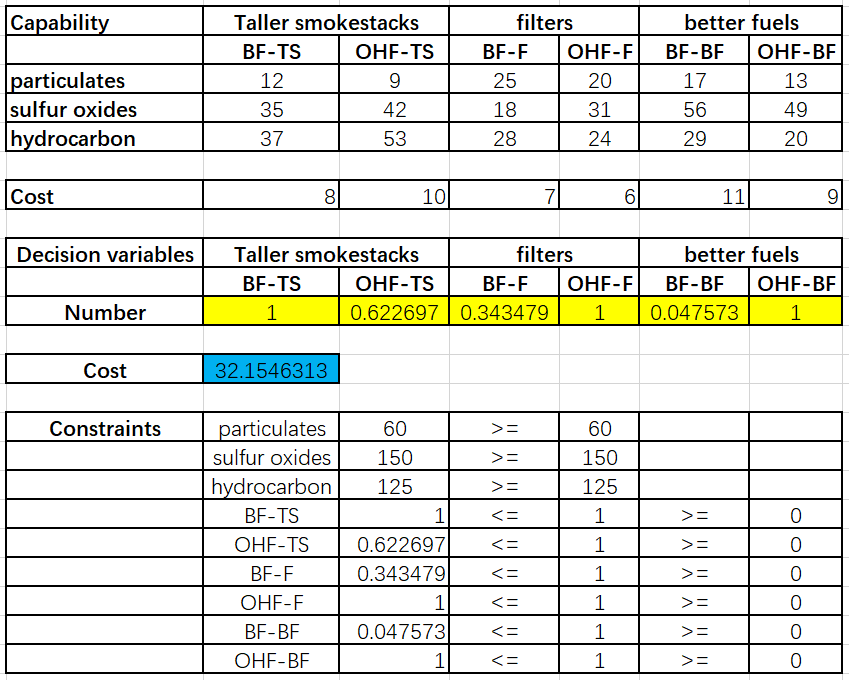 Capability Taller smokestacks filters better fuels
BF-TS OHF-TS BF-F OHF-F BF-BF OHF-BF
particulates 12 9 25 20 17 13
sulfur oxides 35 42 18 31 56 49
hydrocarbon 37 53 28 24 29 20
Cost 8 10 7 6 11 9
Decision variables Taller smokestacks filters better fuels
BF-TS OHF-TS BF-F OHF-F BF-BF OHF-BF
Number 1 0.622697 0.343479 1 0.047573 1
Cost 32.1546313
Constraints particulates 60 >= 60
sulfur oxides 150 >= 150
hydrocarbon 125 >= 125
BF-TS 1 <= 1 >= 0
OHF-TS 0.622697 <= 1 >= 0
BF-F 0.343479 <= 1 >= 0
OHF-F 1 <= 1 >= 0
BF-BF 0.047573 <= 1 >= 0
OHF-BF 1 <= 1 >= 0